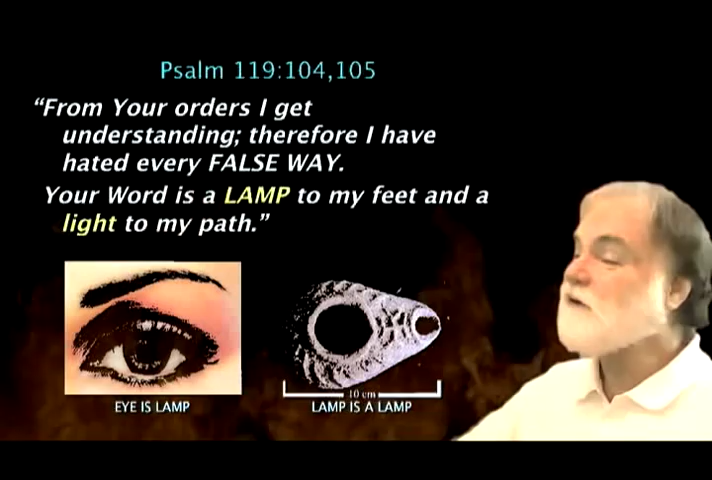 Psalm 119:104,105
“From Your orders I get
understanding; therefore I have
hated every FALSE WAY.
Your Word is a LAMP to my feet and a
light to my path.”
10 cm
EYE IS LAMP
LAMP IS A LAMP